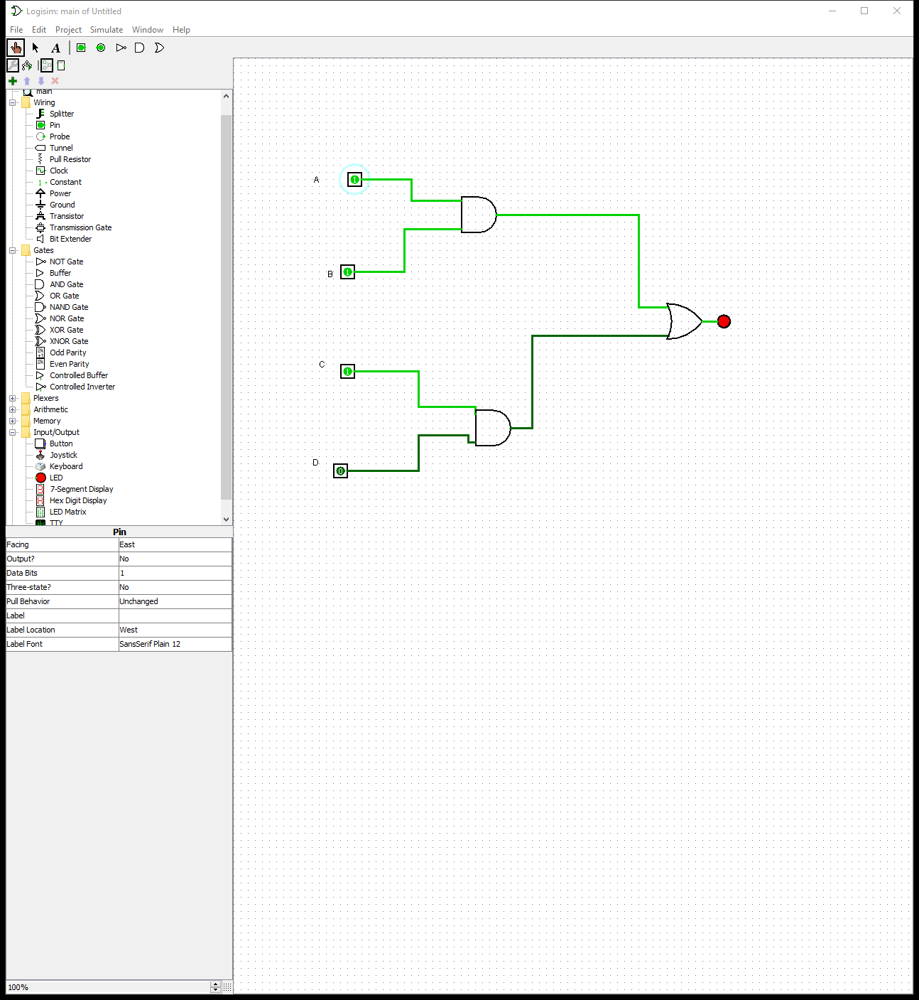 Logisim: main of Untitled
File Edit Project Simulate Window Help
A
main
Wiring
Splitter
Pin
Probe
Tunnel
Pull Resistor
Clock
1 Constant
Power
Ground
Transistor
Transmission Gate
Bit Extender
Gates
NOT Gate
Buffer
AND Gate
OR Gate
NAND Gate
NOR Gate
XOR Gate
XNOR Gate
2k+1 Odd Parity
2k Even Parity
Controlled Buffer
Controlled Inverter
Plexers
Arithmetic
Memory
Input/Output
Button
Joystick
Keyboard
LED
7-Segment Display
Hex Digit Display
LED Matrix
TTY
Pin
Facing East
Output? No
Data Bits 1
Three-state? No
Pull Behavior Unchanged
Label
Label Location West
Label Font SansSerif Plain 12
100%
A 1
B 1
C 1
D 0